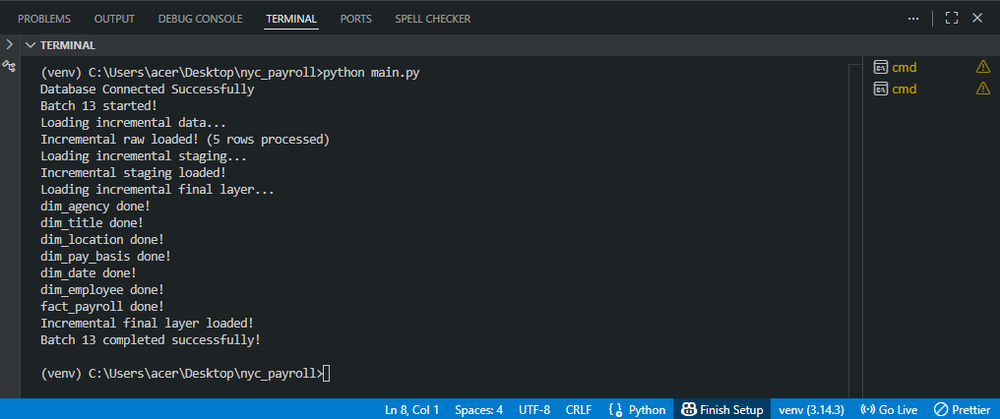 PROBLEMS OUTPUT DEBUG CONSOLE TERMINAL PORTS SPELL CHECKER
TERMINAL
(venv) C:\Users\acer\Desktop\nyc_payroll>python main.py
Database Connected Successfully
Batch 13 started!
Loading incremental data...
Incremental raw loaded! (5 rows processed)
Loading incremental staging...
Incremental staging loaded!
Loading incremental final layer...
dim_agency done!
dim_title done!
dim_location done!
dim_pay_basis done!
dim_date done!
dim_employee done!
fact_payroll done!
Incremental final layer loaded!
Batch 13 completed successfully!
(venv) C:\Users\acer\Desktop\nyc_payroll>
cmd
cmd
Ln 8, Col 1 Spaces: 4 UTF-8 CRLF {} Python Finish Setup venv (3.14.3) Go Live Prettier